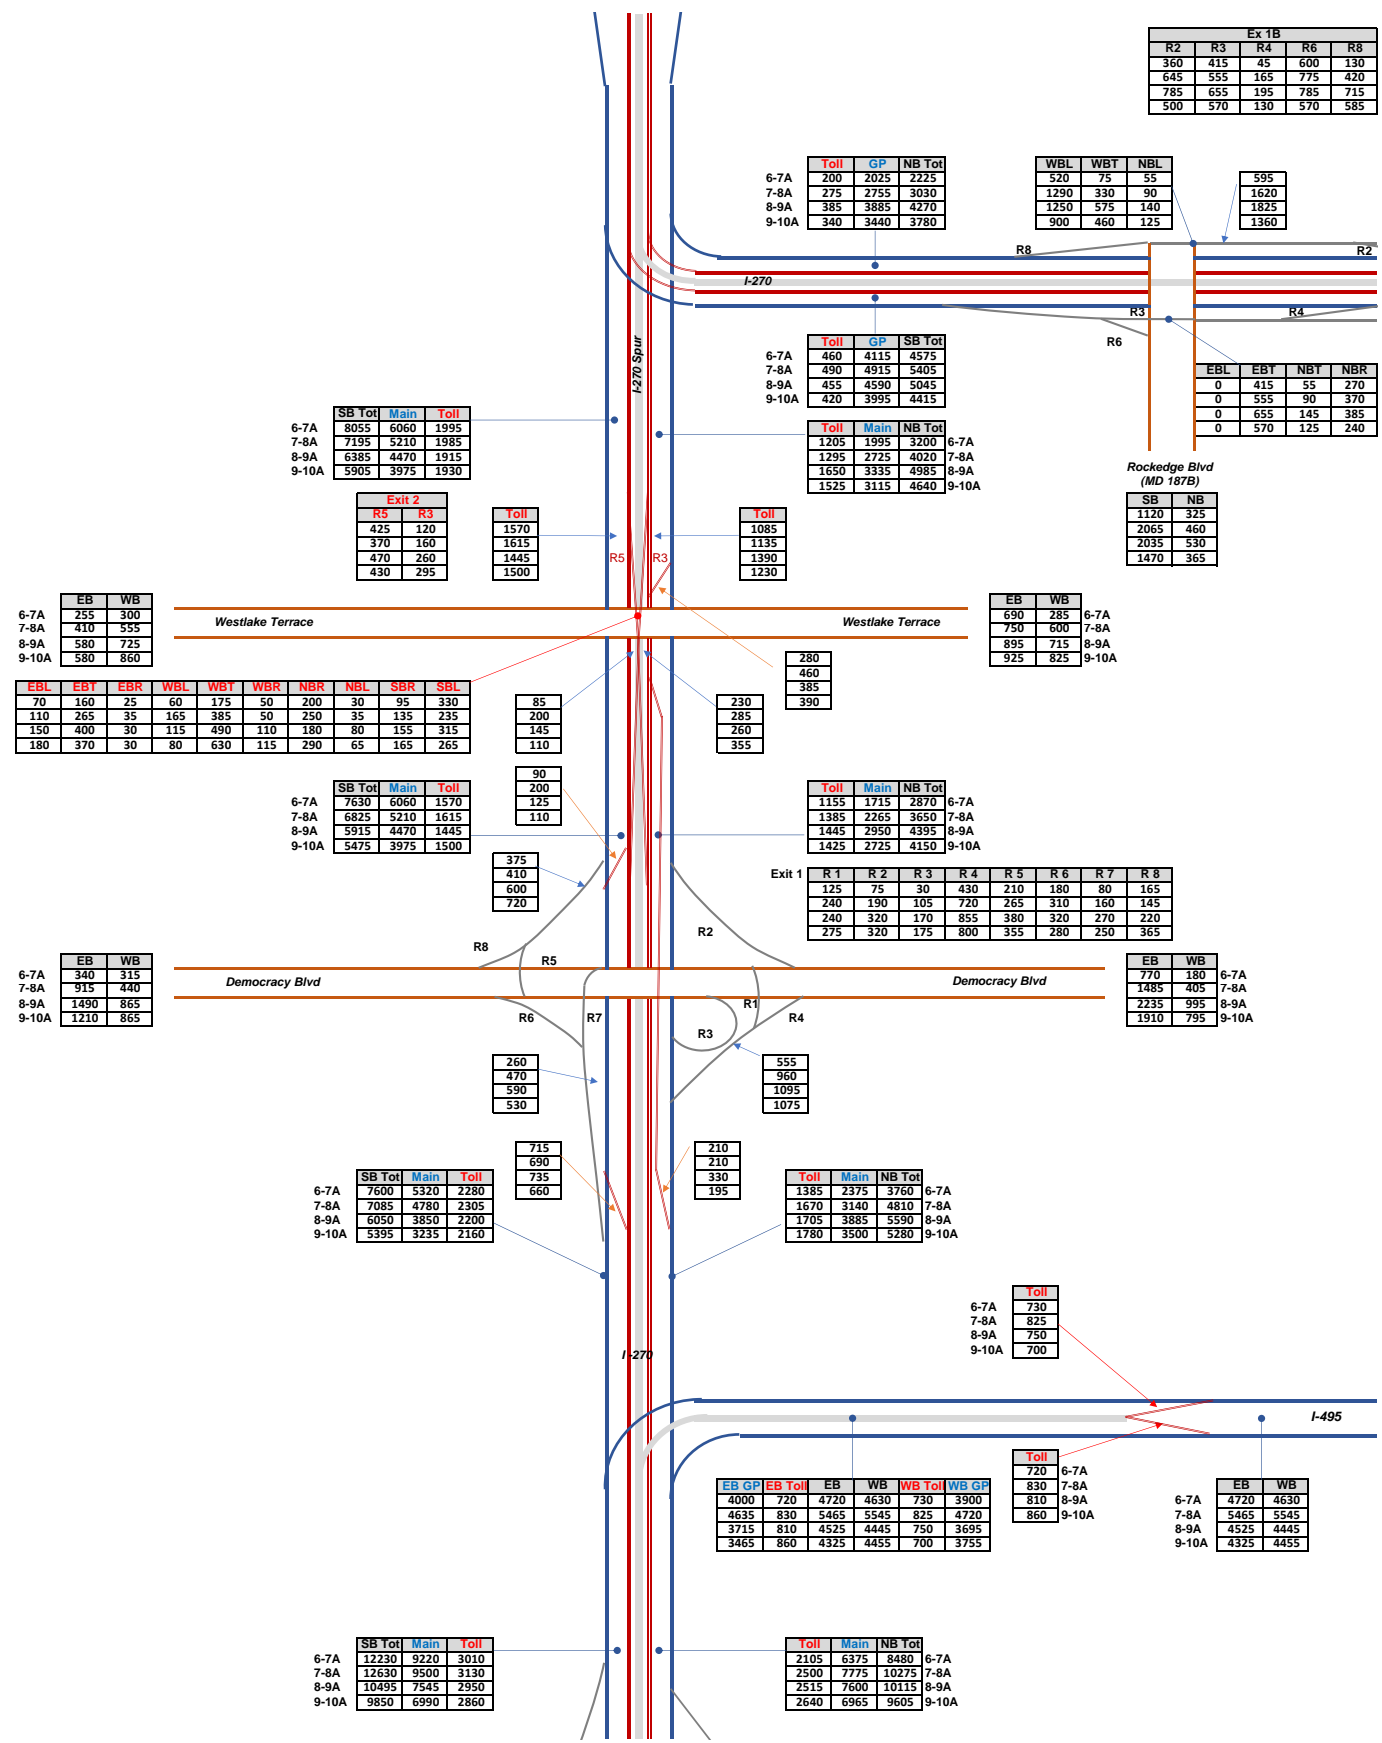 Ex 1B
R2 R3 R4 R6 R8
360 415 45 600 130
645 555 165 775 420
785 655 195 785 715
500 570 130 570 585
Toll GP NB Tot
6-7A 200 2025 2225
7-8A 275 2755 3030
8-9A 385 3885 4270
9-10A 340 3440 3780
WBL WBT NBL
520 75 55
1290 330 90
1250 575 140
900 460 125
595
1620
1825
1360
R8
R2
I-270
R3
R4
R6
I-270 Spur
Toll GP SB Tot
6-7A 460 4115 4575
7-8A 490 4915 5405
8-9A 455 4590 5045
9-10A 420 3995 4415
EBL EBT NBT NBR
0 415 55 270
0 555 90 370
0 655 145 385
0 570 125 240
SB Tot Main Toll
6-7A 8055 6060 1995
7-8A 7195 5210 1985
8-9A 6385 4470 1915
9-10A 5905 3975 1930
Toll Main NB Tot
1205 1995 3200 6-7A
1295 2725 4020 7-8A
1650 3335 4985 8-9A
1525 3115 4640 9-10A
Rockedge Blvd
(MD 187B)
SB NB
1120 325
2065 460
2035 530
1470 365
Exit 2
R5 R3
425 120
370 160
470 260
430 295
Toll
1570
1615
1445
1500
Toll
1085
1135
1390
1230
R5
R3
EB WB
6-7A 255 300
7-8A 410 555
8-9A 580 725
9-10A 580 860
Westlake Terrace
Westlake Terrace
EB WB
690 285 6-7A
750 600 7-8A
895 715 8-9A
925 825 9-10A
280
460
385
390
EBL EBT EBR WBL WBT WBR NBR NBL SBR SBL
70 160 25 60 175 50 200 30 95 330
110 265 35 165 385 50 250 35 135 235
150 400 30 115 490 110 180 80 155 315
180 370 30 80 630 115 290 65 165 265
85
200
145
110
230
285
260
355
90
200
125
110
SB Tot Main Toll
6-7A 7630 6060 1570
7-8A 6825 5210 1615
8-9A 5915 4470 1445
9-10A 5475 3975 1500
Toll Main NB Tot
1155 1715 2870 6-7A
1385 2265 3650 7-8A
1445 2950 4395 8-9A
1425 2725 4150 9-10A
375
410
600
720
Exit 1 R 1 R 2 R 3 R 4 R 5 R 6 R 7 R 8
125 75 30 430 210 180 80 165
240 190 105 720 265 310 160 145
240 320 170 855 380 320 270 220
275 320 175 800 355 280 250 365
R2
R8
R5
EB WB
6-7A 340 315
7-8A 915 440
8-9A 1490 865
9-10A 1210 865
Democracy Blvd
Democracy Blvd
EB WB
770 180 6-7A
1485 405 7-8A
2235 995 8-9A
1910 795 9-10A
R6
R7
R1
R4
R3
260
470
590
530
555
960
1095
1075
715
690
735
660
210
210
330
195
SB Tot Main Toll
6-7A 7600 5320 2280
7-8A 7085 4780 2305
8-9A 6050 3850 2200
9-10A 5395 3235 2160
Toll Main NB Tot
1385 2375 3760 6-7A
1670 3140 4810 7-8A
1705 3885 5590 8-9A
1780 3500 5280 9-10A
Toll
6-7A 730
7-8A 825
8-9A 750
9-10A 700
I-270
I-495
Toll
720 6-7A
830 7-8A
810 8-9A
860 9-10A
EB GP EB Toll EB WB WB Toll WB GP
4000 720 4720 4630 730 3900
4635 830 5465 5545 825 4720
3715 810 4525 4445 750 3695
3465 860 4325 4455 700 3755
EB WB
6-7A 4720 4630
7-8A 5465 5545
8-9A 4525 4445
9-10A 4325 4455
SB Tot Main Toll
6-7A 12230 9220 3010
7-8A 12630 9500 3130
8-9A 10495 7545 2950
9-10A 9850 6990 2860
Toll Main NB Tot
2105 6375 8480 6-7A
2500 7775 10275 7-8A
2515 7600 10115 8-9A
2640 6965 9605 9-10A